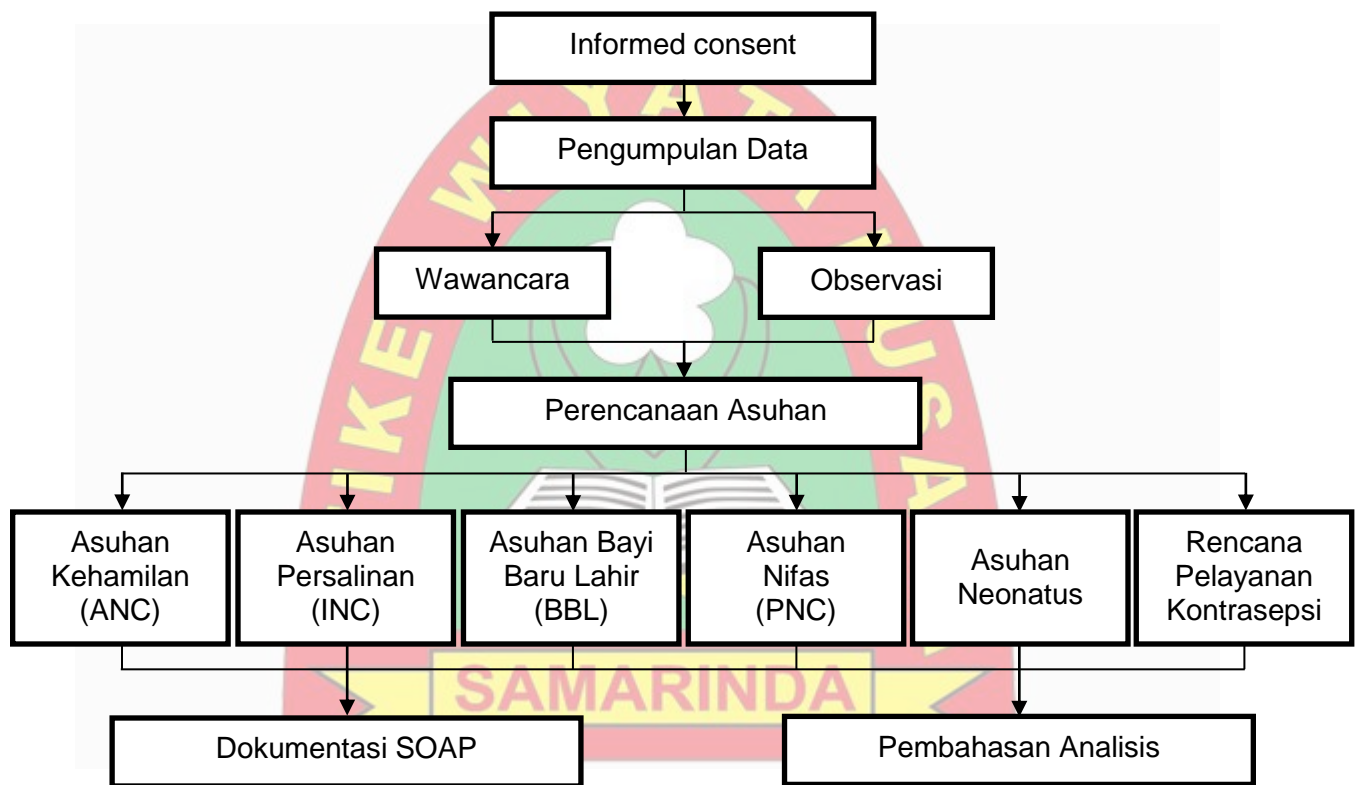 Informed consent
Pengumpulan Data
Wawancara
Observasi
Perencanaan Asuhan
Asuhan
Kehamilan
(ANC)
Asuhan
Persalinan
(INC)
Asuhan Bayi
Baru Lahir
(BBL)
Asuhan
Nifas
(PNC)
Asuhan
Neonatus
Rencana
Pelayanan
Kontrasepsi
SAMARINDA
Dokumentasi SOAP
Pembahasan Analisis